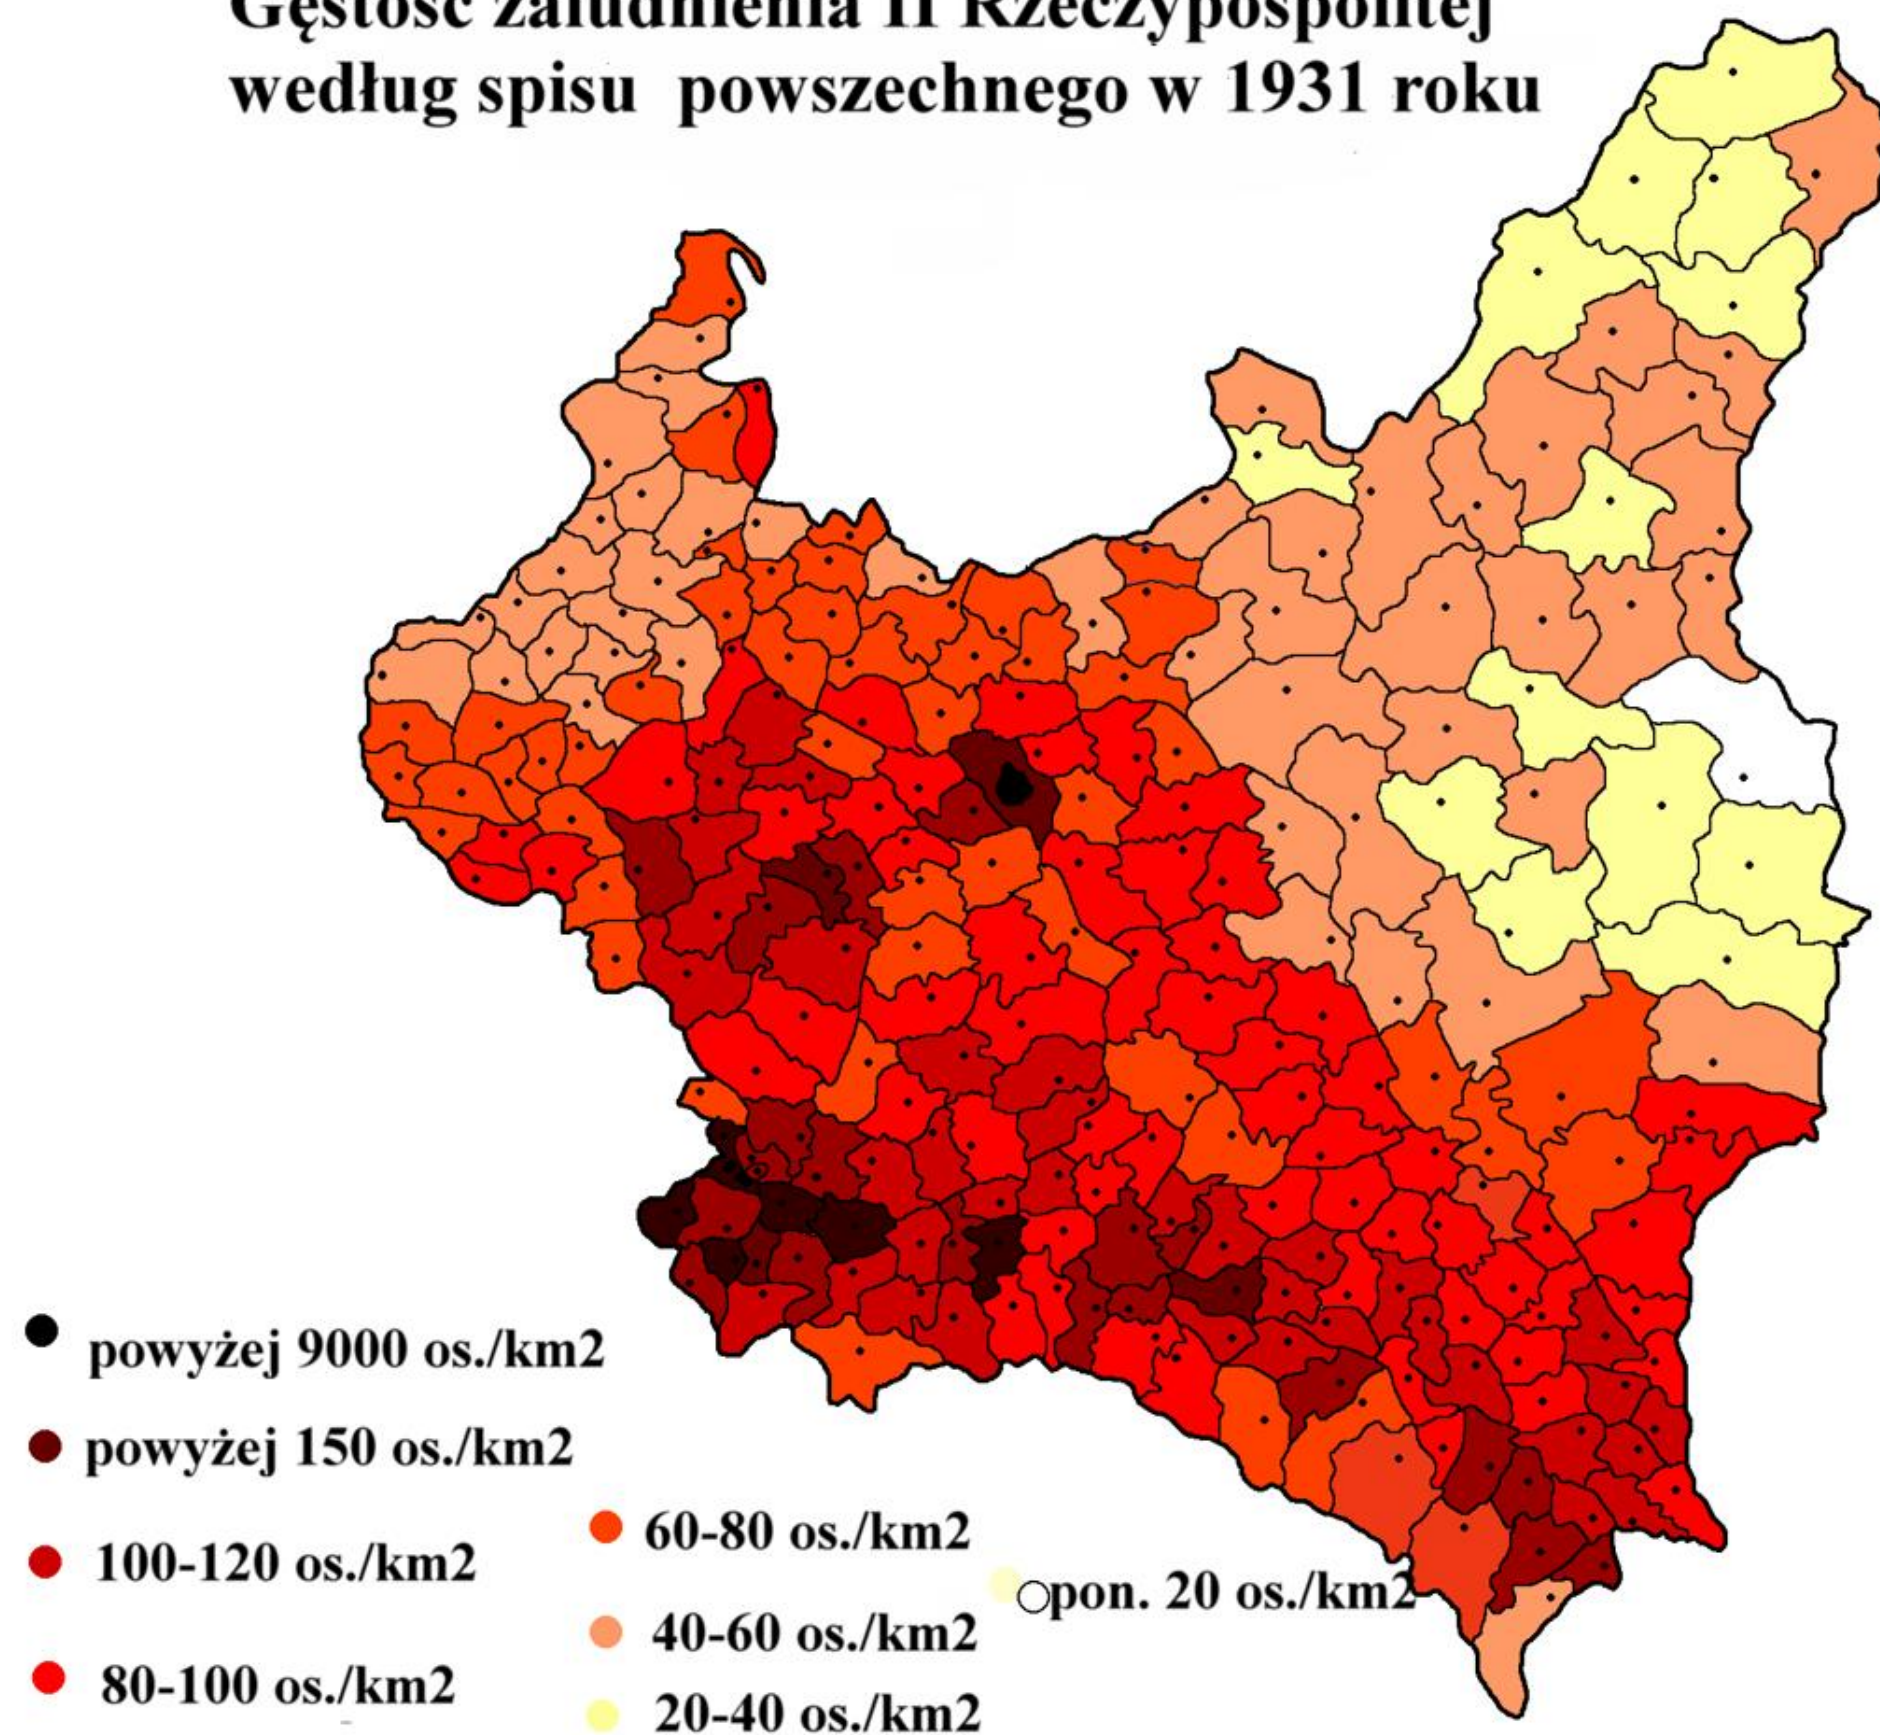 Gęstość zaludnienia II Rzeczypospolitej
według spisu powszechnego w 1931 roku
powyżej 9000 os./km2
powyżej 150 os./km2
100-120 os./km2
80-100 os./km2
60-80 os./km2
40-60 os./km2
20-40 os./km2
pon. 20 os./km2